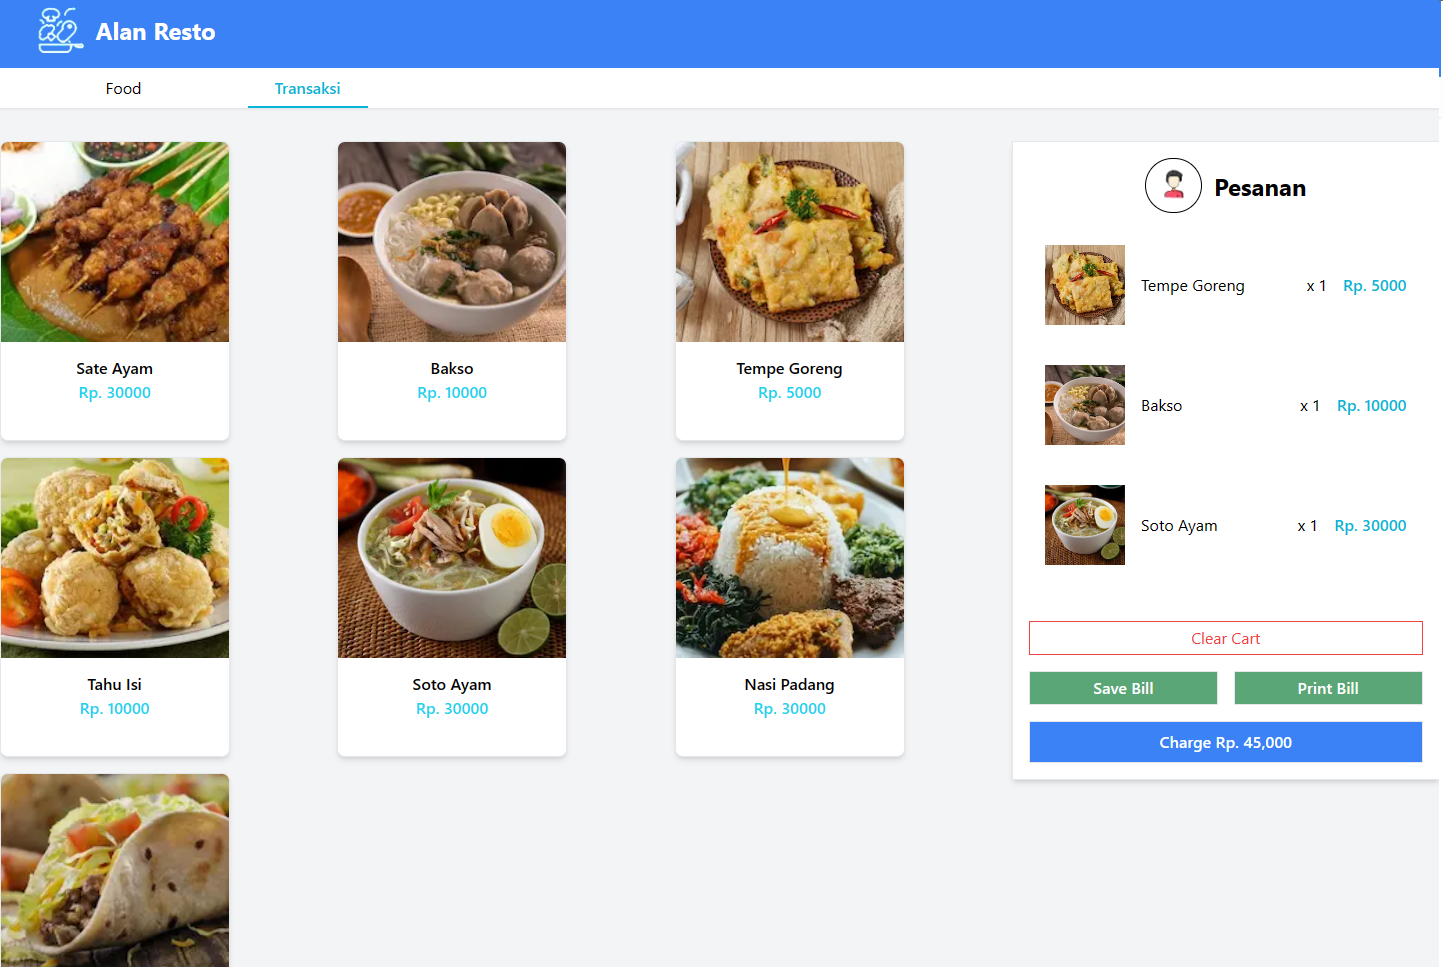 Alan Resto
Food
Transaksi
Sate Ayam
Rp. 30000
Bakso
Rp. 10000
Tempe Goreng
Rp. 5000
Tahu Isi
Rp. 10000
Soto Ayam
Rp. 30000
Nasi Padang
Rp. 30000
Pesanan
Tempe Goreng x 1 Rp. 5000
Bakso x 1 Rp. 10000
Soto Ayam x 1 Rp. 30000
Clear Cart
Save Bill
Print Bill
Charge Rp. 45,000